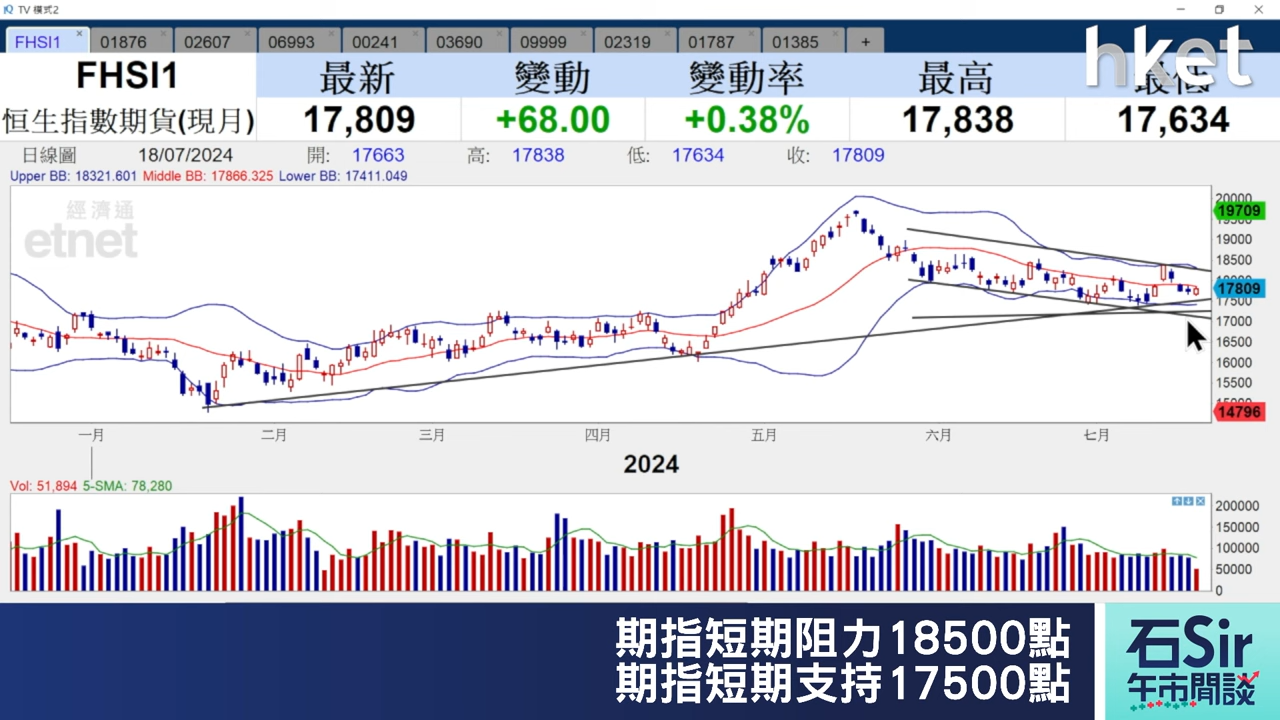 TV 模式2
FHSI1 01876 02607 06993 00241 03690 09999 02319 01787 01385 +
hket
FHSI1 最新 變動 變動率 最高 最低
恒生指數期貨(現月) 17,809 +68.00 +0.38% 17,838 17,634
日線圖 18/07/2024 開: 17663 高: 17838 低: 17634 收: 17809
Upper BB: 18321.601 Middle BB: 17866.325 Lower BB: 17411.049
經濟通
etnet
20000
19709
19000
18500
17809
17500
17000
16500
16000
15500
15000
14796
一月 二月 三月 四月 五月 六月 七月
2024
Vol: 51,894 5-SMA: 78,280
200000
150000
100000
50000
0
期指短期阻力18500點
期指短期支持17500點
石Sir
午市閒談